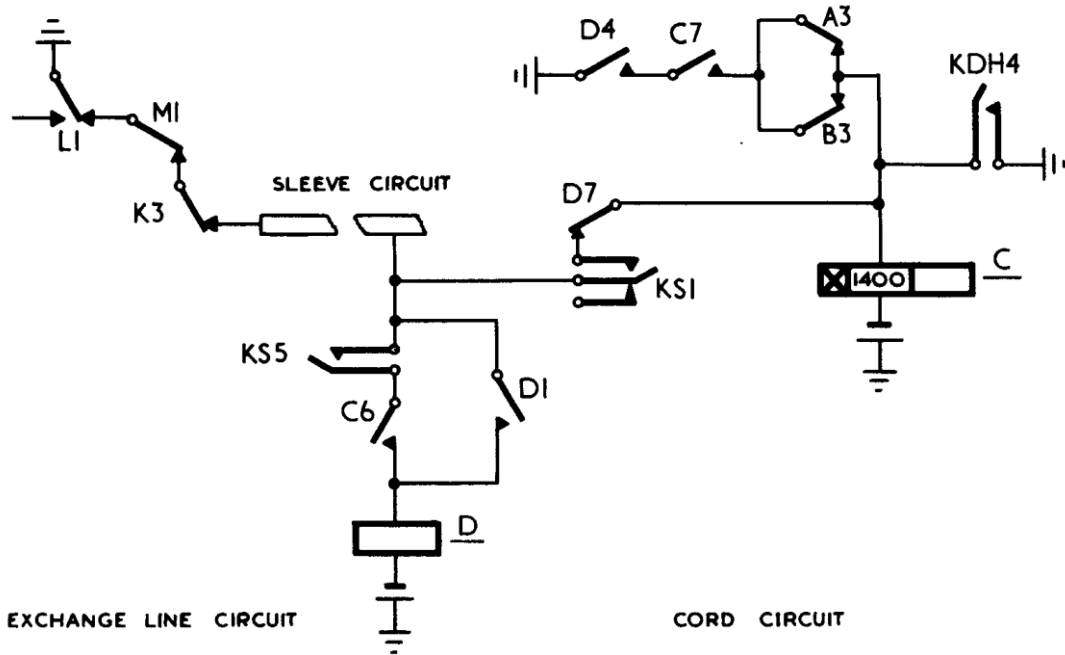 A3
D4
C7
KDH4
M1
L1
B3
K3
SLEEVE CIRCUIT
D7
C
1400
KS1
KS5
D1
C6
D
EXCHANGE LINE CIRCUIT
CORD CIRCUIT